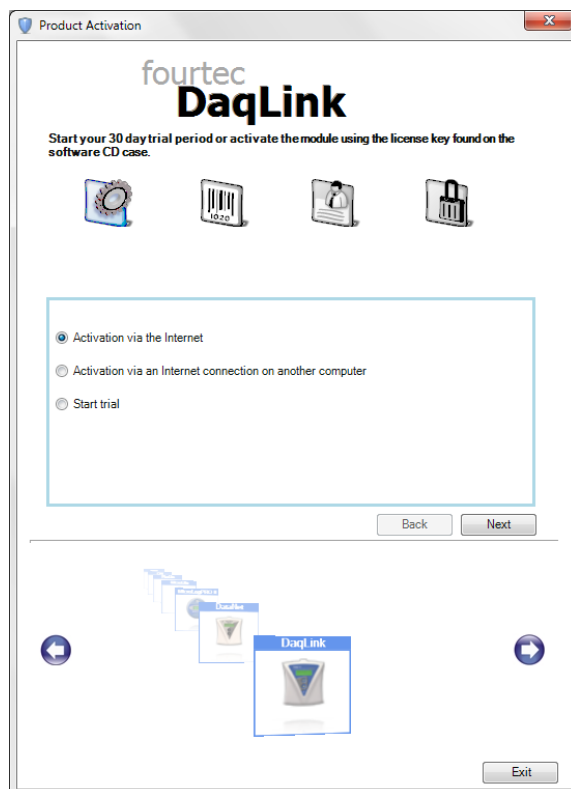 Product Activation
fourtec
DaqLink
Start your 30 day trial period or activate the module using the license key found on the
software CD case.
1020
Activation via the Internet
Activation via an Internet connection on another computer
Start trial
Back
Next
DaqLink
Exit